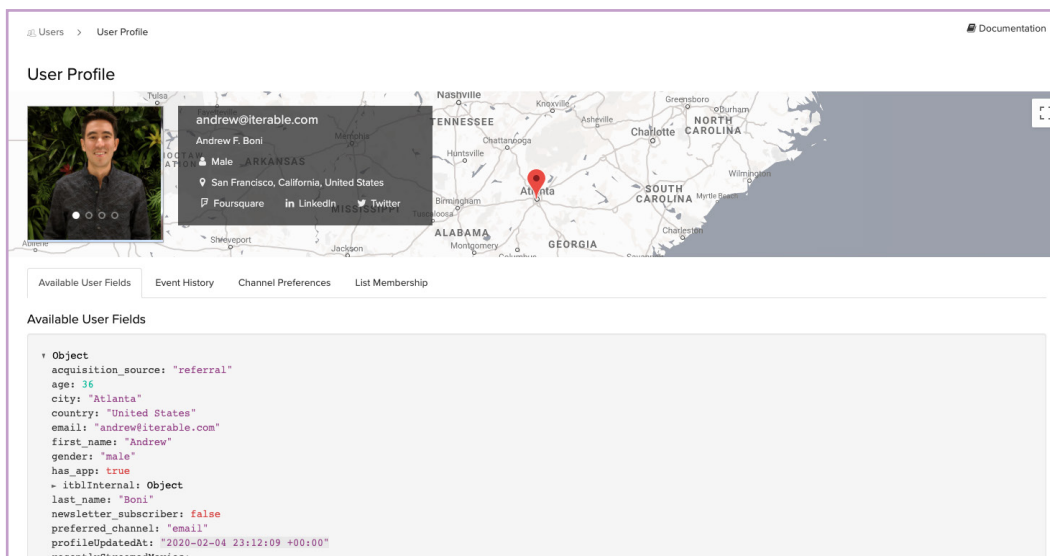 Users > User Profile
Documentation
User Profile
Tulsa
Nashville
Knoxville
Greensboro
Durham
TENNESSEE
Asheville
NORTH CAROLINA
Charlotte
Memphis
Chattanooga
Huntsville
ARKANSAS
Wilmington
Atlanta
SOUTH CAROLINA
Myrtle Beach
Birmingham
MISSISSIPPI
Tuscaloosa
ALABAMA
Charleston
Abilene
Shreveport
Jackson
Montgomery
GEORGIA
Columbus
andrew@iterable.com
Andrew F. Boni
Male
San Francisco, California, United States
Foursquare in LinkedIn Twitter
Available User Fields Event History Channel Preferences List Membership
Available User Fields
Object
acquisition_source: "referral"
age: 36
city: "Atlanta"
country: "United States"
email: "andrew@iterable.com"
first_name: "Andrew"
gender: "male"
has_app: true
► itblInternal: Object
last_name: "Boni"
newsletter_subscriber: false
preferred_channel: "email"
profileUpdatedAt: "2020-02-04 23:12:09 +00:00"